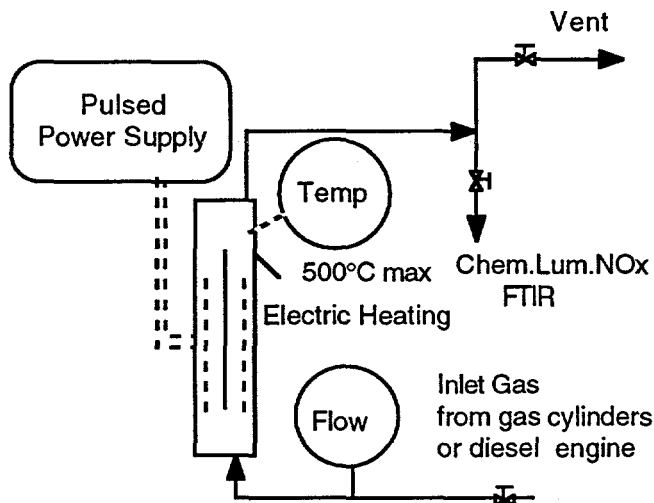 Vent
Pulsed
Power Supply
Temp
500°C max
Electric Heating
Chem.Lum.NOx
FTIR
Flow
Inlet Gas
from gas cylinders
or diesel engine